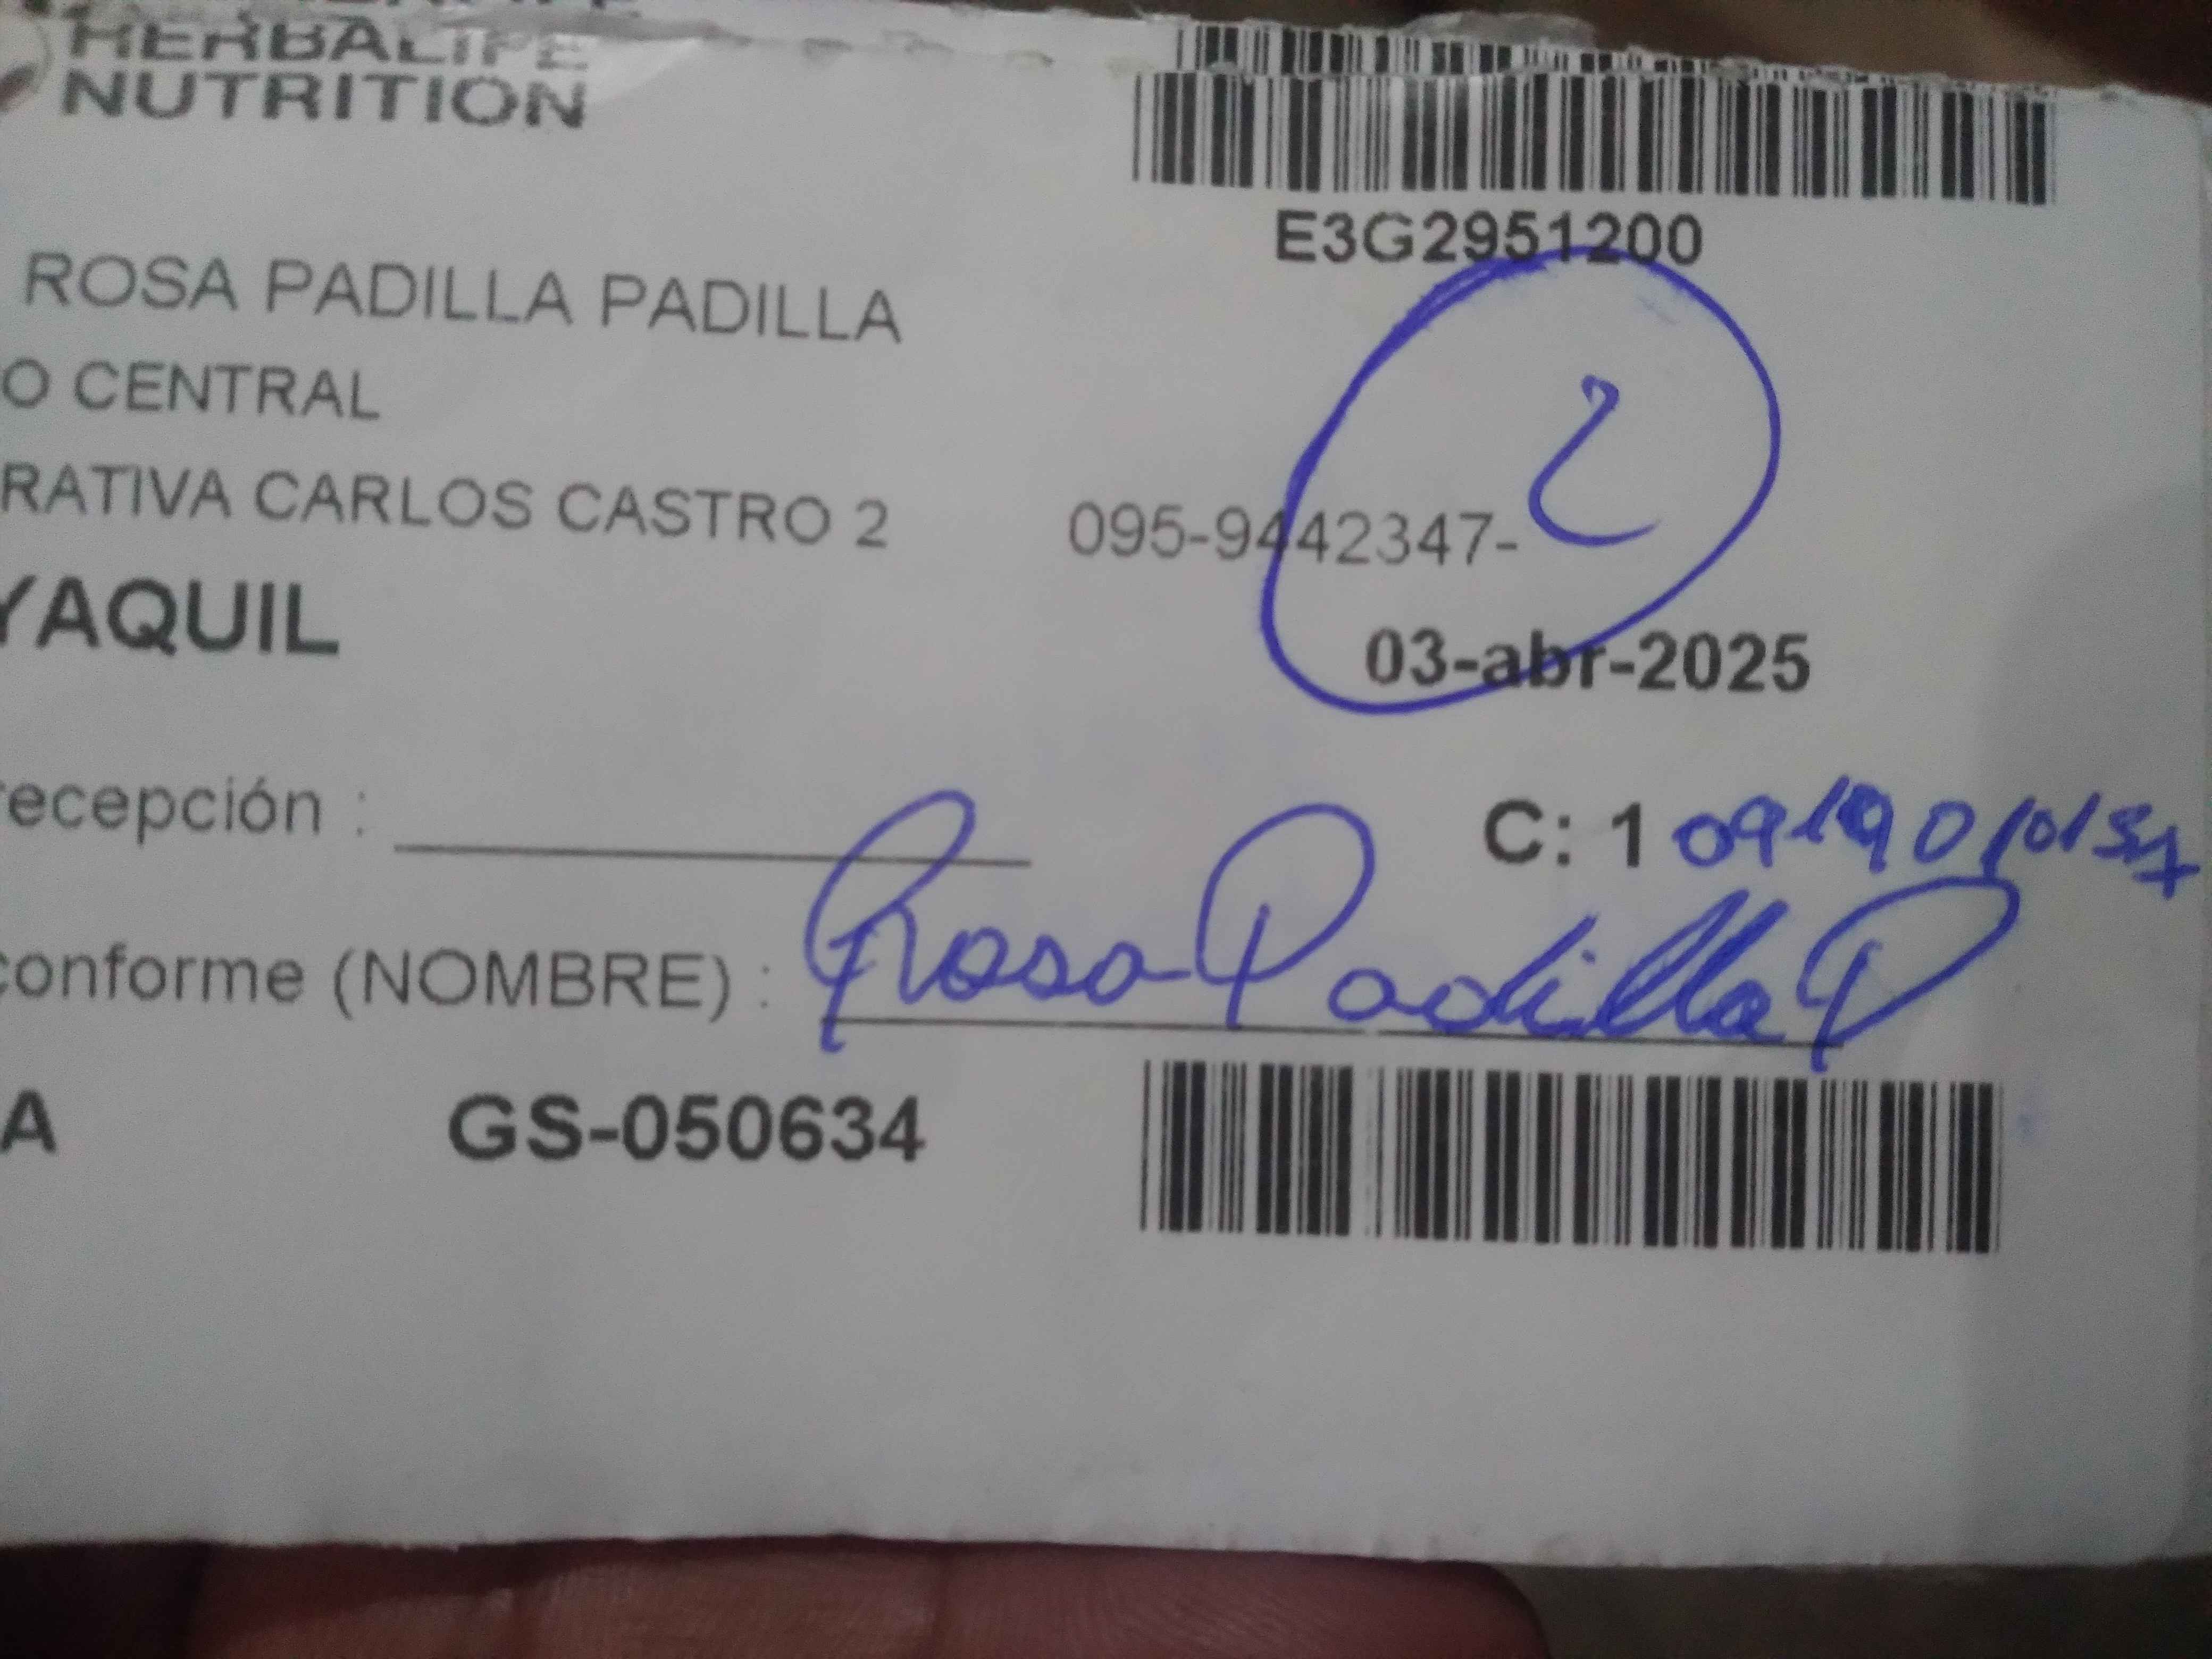 HERBALIFE
NUTRITION
E3G2951200
ROSA PADILLA PADILLA
O CENTRAL
2
RATIVA CARLOS CASTRO 2 095-9442347-
YAQUIL
03-abr-2025
recepción :
C: 1
conforme (NOMBRE) : Rosa Padilla P
A GS-050634